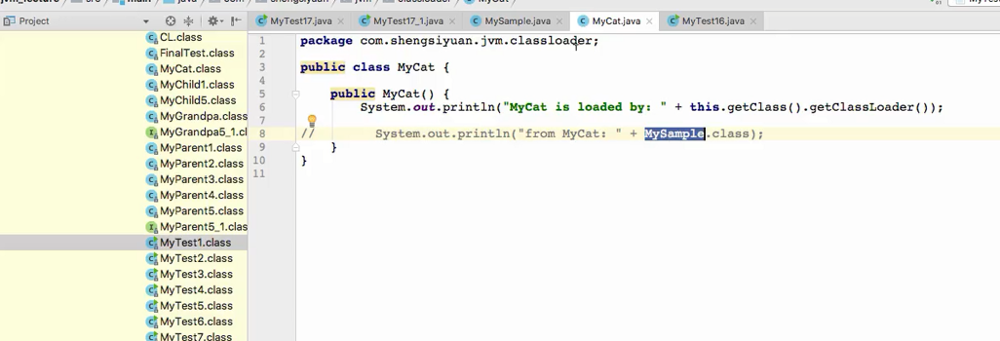 Project
MyTest17.java
MyTest17_1.java
MySample.java
MyCat.java
MyTest16.java
CL.class
FinalTest.class
MyCat.class
MyChild1.class
MyChild5.class
MyGrandpa.class
MyGrandpa5_1.cl
MyParent1.class
MyParent2.class
MyParent3.class
MyParent4.class
MyParent5.class
MyParent5_1.clas
MyTest1.class
MyTest2.class
MyTest3.class
MyTest4.class
MyTest5.class
MyTest6.class
MyTest7.class
1 package com.shengsiyuan.jvm.classloader;
2
3 public class MyCat {
4
5 public MyCat() {
6 System.out.println("MyCat is loaded by: " + this.getClass().getClassLoader());
7
8 // System.out.println("from MyCat: " + MySample.class);
9 }
10 }
11